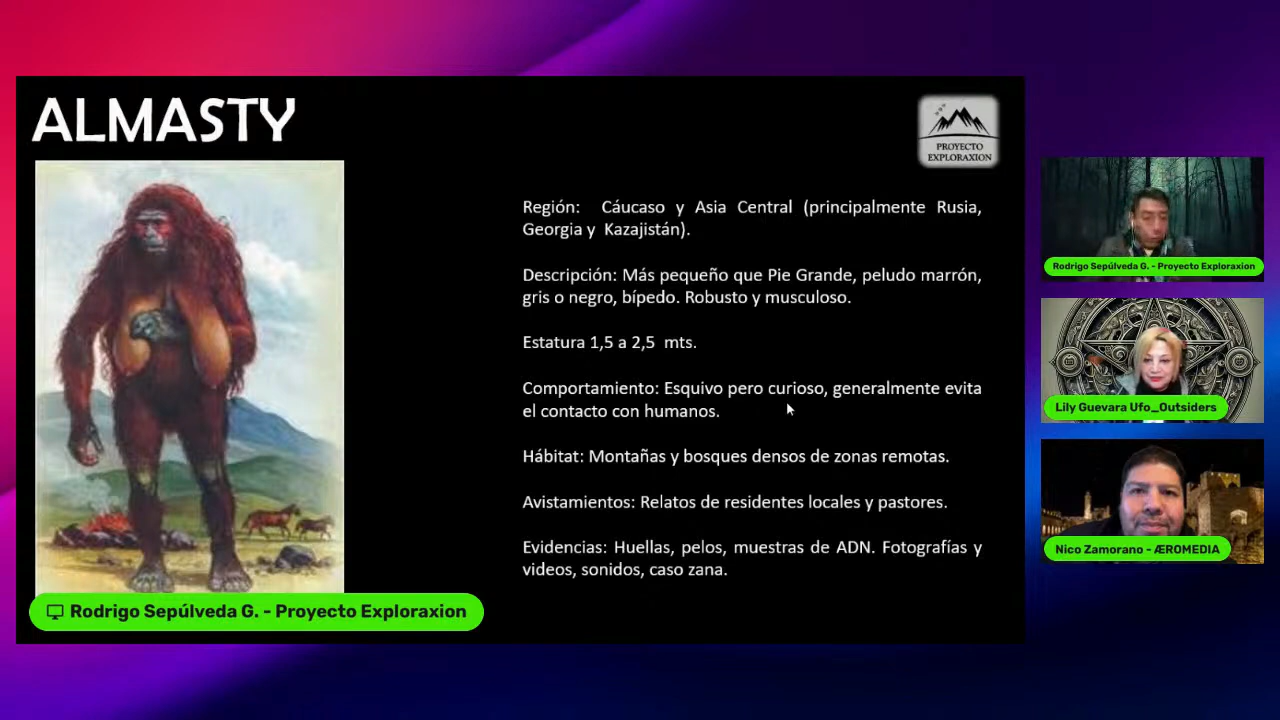 ALMASTY
PROYECTO
EXPLORAXION
Región: Cáucaso y Asia Central (principalmente Rusia,
Georgia y Kazajistán).
Descripción: Más pequeño que Pie Grande, peludo marrón,
gris o negro, bípedo. Robusto y musculoso.
Estatura 1,5 a 2,5 mts.
Comportamiento: Esquivo pero curioso, generalmente evita
el contacto con humanos.
Hábitat: Montañas y bosques densos de zonas remotas.
Avistamientos: Relatos de residentes locales y pastores.
Evidencias: Huellas, pelos, muestras de ADN. Fotografías y
videos, sonidos, caso zana.
Rodrigo Sepúlveda G. - Proyecto Exploraxion
Rodrigo Sepúlveda G. - Proyecto Exploraxion
Lily Guevara Ufo_Outsiders
Nico Zamorano - ÆROMEDIA